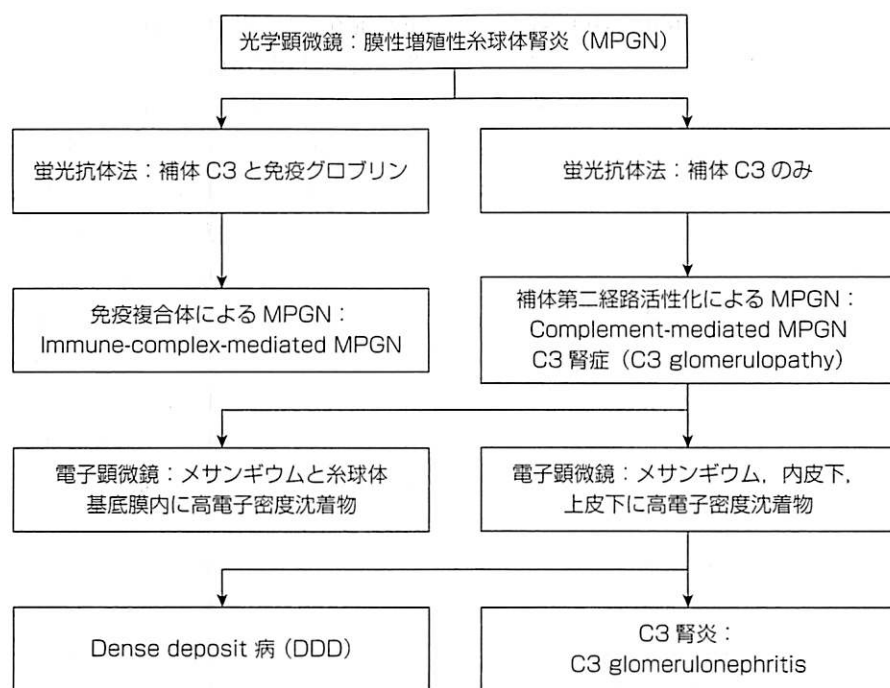 光学顕微鏡：膜性増殖性糸球体腎炎（MPGN）
蛍光抗体法：補体 C3 と免疫グロブリン
蛍光抗体法：補体 C3 のみ
免疫複合体による MPGN：
Immune-complex-mediated MPGN
補体第二経路活性化による MPGN：
Complement-mediated MPGN
C3 腎症（C3 glomerulopathy）
電子顕微鏡：メサンギウムと糸球体
基底膜内に高電子密度沈着物
電子顕微鏡：メサンギウム，内皮下，
上皮下に高電子密度沈着物
Dense deposit 病（DDD）
C3 腎炎：
C3 glomerulonephritis